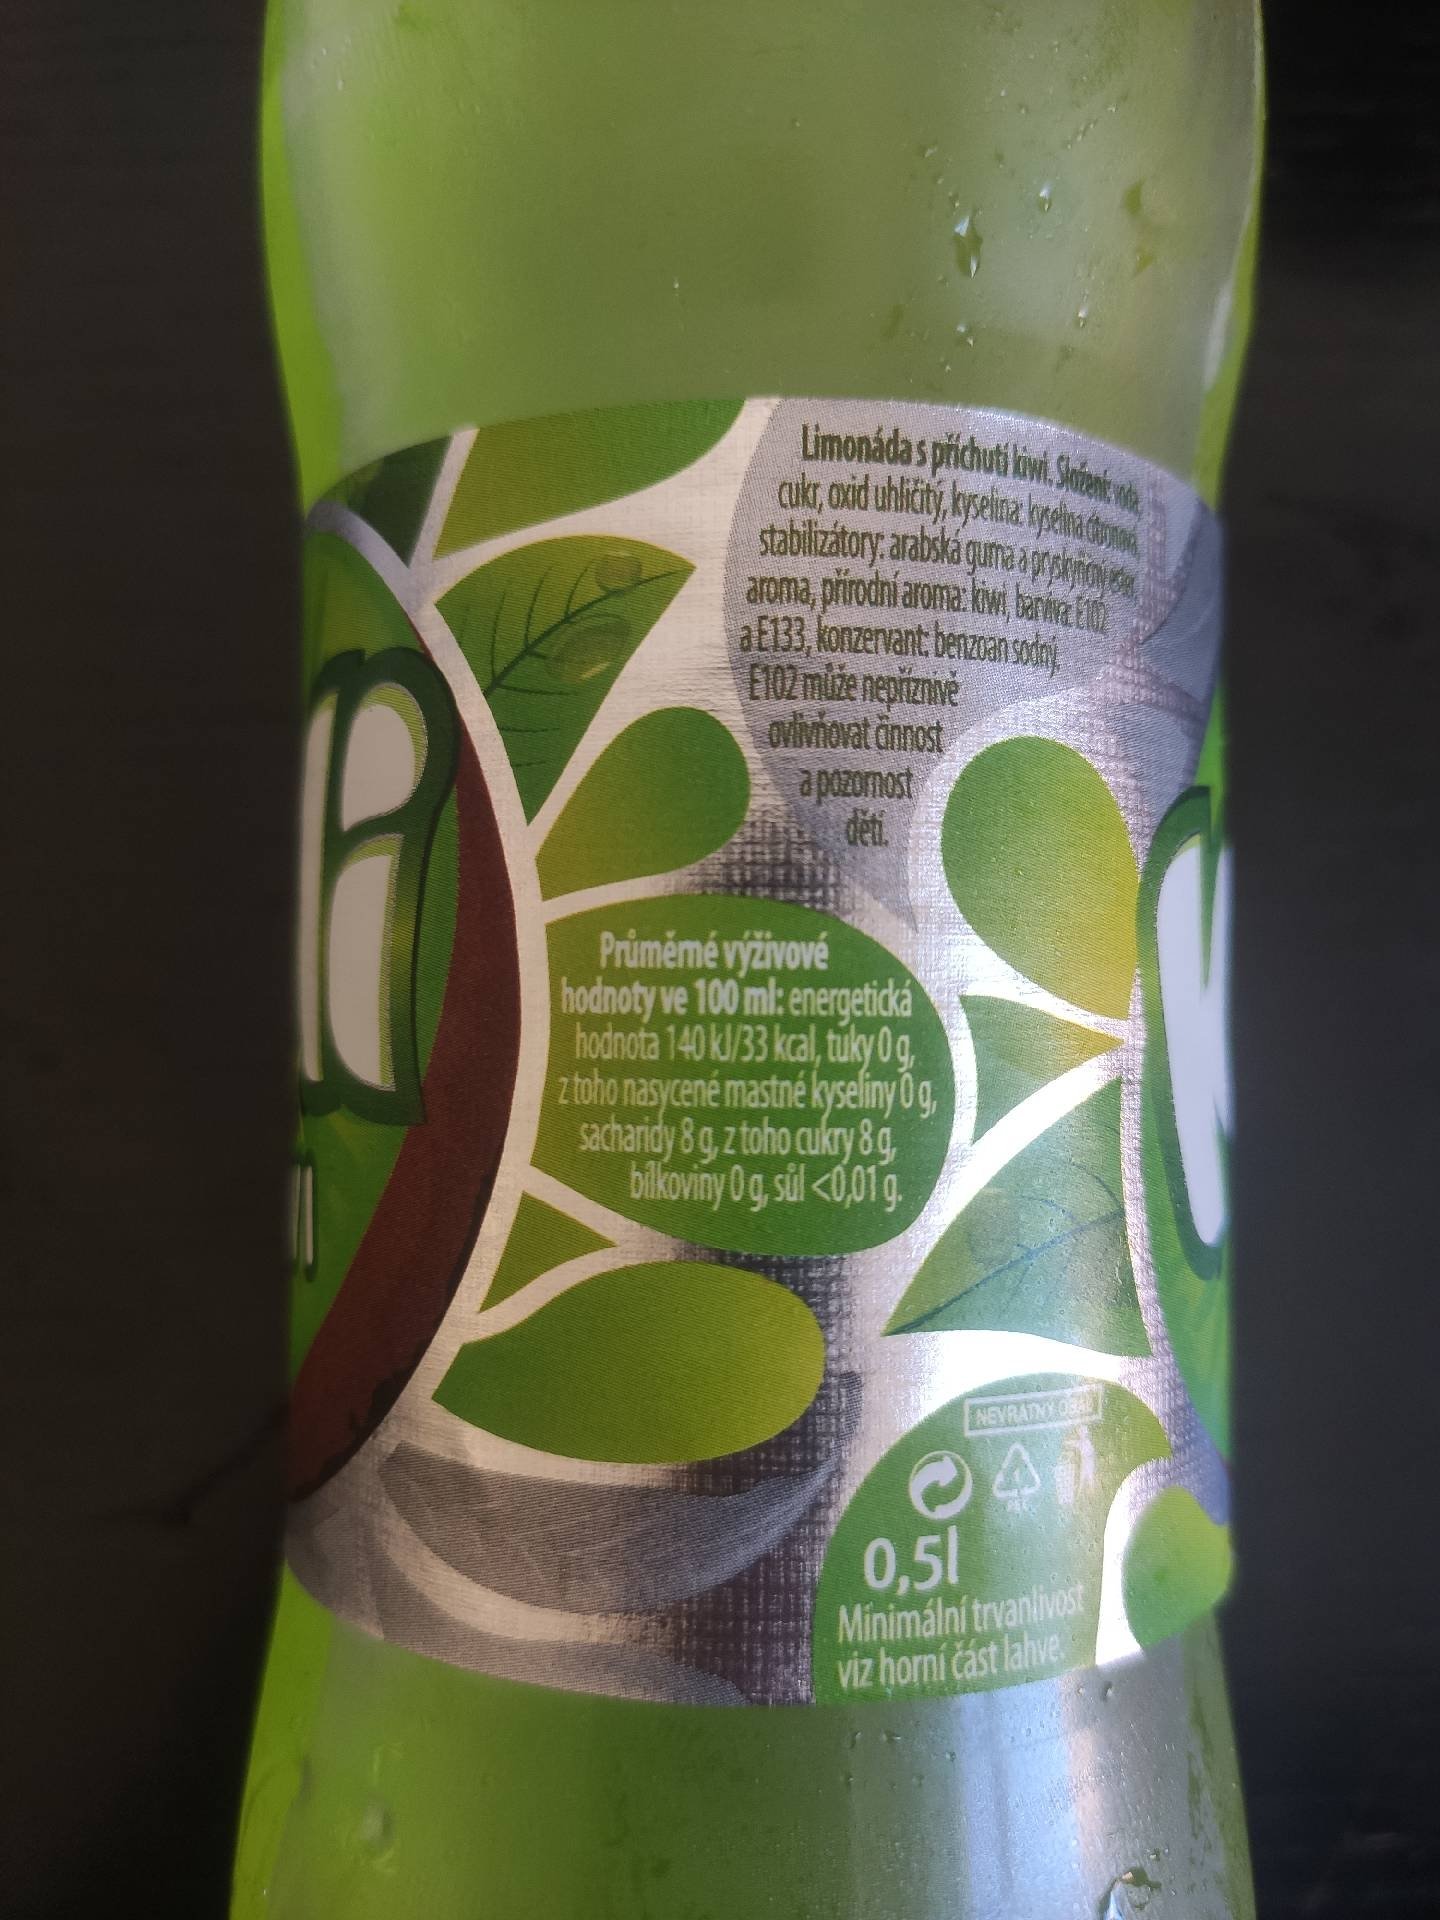 Limonáda s příchutí kiwi. Složení: voda,
cukr, oxid uhličitý, kyselina: kyselina citronová,
stabilizátory: arabská guma a pryskyřičný ester,
aroma, přírodní aroma: kiwi, barviva: E102
a E133, konzervant: benzoan sodný.
E102 může nepříznivě
ovlivňovat činnost
a pozornost
dětí.
Průměrné výživové
hodnoty ve 100 ml: energetická
hodnota 140 kJ/33 kcal, tuky 0 g,
z toho nasycené mastné kyseliny 0 g,
sacharidy 8 g, z toho cukry 8 g,
bílkoviny 0 g, sůl <0,01 g.
NEVRATNÝ OBAL
1
PET
0,5l
Minimální trvanlivost
viz horní část lahve.